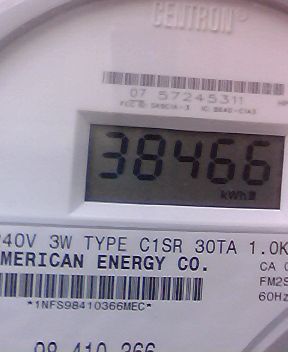 CENTRON®
07 57245311
38466
kWh
240V 3W TYPE C1SR 30TA 1.0K
AMERICAN ENERGY CO.
CA
FM2S
60Hz
*1NFS98410366MEC*
98 410 366